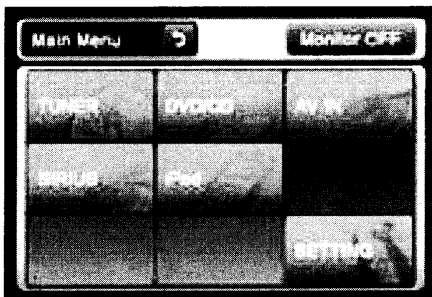 Main Menu
Monitor OFF
TUNER
DVD/CD
AV IN
SIRIUS
iPod
SETTING